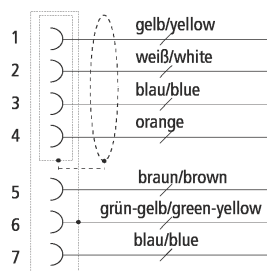 1 gelb/yellow
2 weiß/white
3 blau/blue
4 orange
5 braun/brown
6 grün-gelb/green-yellow
7 blau/blue